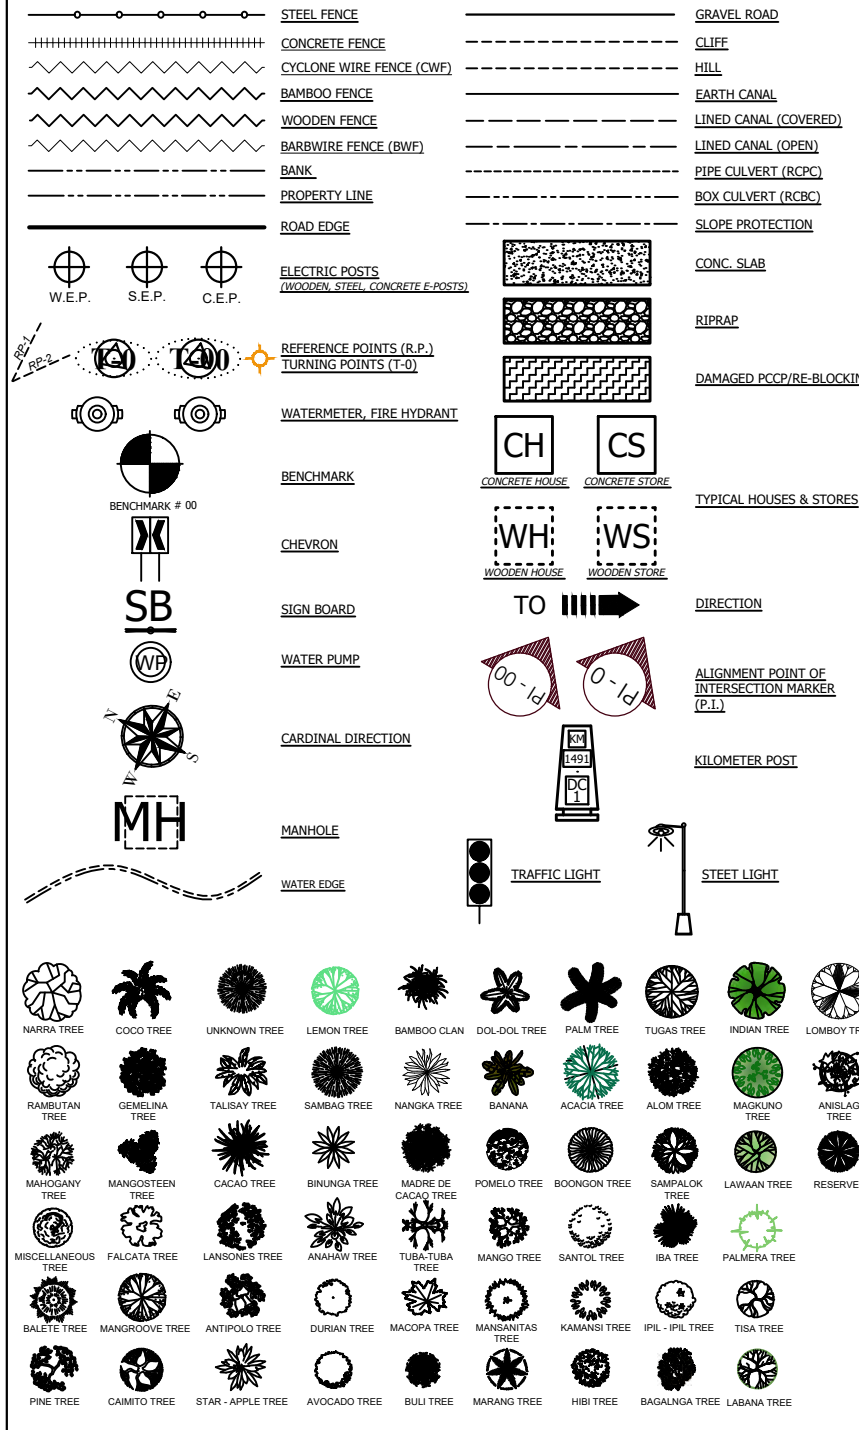 STEEL FENCE
CONCRETE FENCE
CYCLONE WIRE FENCE (CWF)
BAMBOO FENCE
WOODEN FENCE
BARBWIRE FENCE (BWF)
BANK
PROPERTY LINE
ROAD EDGE
W.E.P. S.E.P. C.E.P.
ELECTRIC POSTS
(WOODEN, STEEL, CONCRETE E-POSTS)
RP-1
RP-2
T-0 T-00
REFERENCE POINTS (R.P.)
TURNING POINTS (T-0)
WATERMETER, FIRE HYDRANT
BENCHMARK # 00
BENCHMARK
CHEVRON
SB
SIGN BOARD
WP
WATER PUMP
N E
W S
CARDINAL DIRECTION
MH
MANHOLE
WATER EDGE
GRAVEL ROAD
CLIFF
HILL
EARTH CANAL
LINED CANAL (COVERED)
LINED CANAL (OPEN)
PIPE CULVERT (RCPC)
BOX CULVERT (RCBC)
SLOPE PROTECTION
CONC. SLAB
RIPRAP
DAMAGED PCCP/RE-BLOCKIN
CH CS
CONCRETE HOUSE CONCRETE STORE
TYPICAL HOUSES & STORES
WH WS
WOODEN HOUSE WOODEN STORE
TO
DIRECTION
PI - 00 PI - 0
ALIGNMENT POINT OF
INTERSECTION MARKER
(P.I.)
KM
1491
DC
1
KILOMETER POST
TRAFFIC LIGHT
STEET LIGHT
NARRA TREE COCO TREE UNKNOWN TREE LEMON TREE BAMBOO CLAN DOL-DOL TREE PALM TREE TUGAS TREE INDIAN TREE LOMBOY TR
RAMBUTAN GEMELINA TALISAY TREE SAMBAG TREE NANGKA TREE BANANA ACACIA TREE ALOM TREE MAGKUNO ANISLAG
TREE TREE TREE TREE
MAHOGANY MANGOSTEEN CACAO TREE BINUNGA TREE MADRE DE POMELO TREE BOONGON TREE SAMPALOK LAWAAN TREE RESERVE
TREE TREE CACAO TREE TREE
MISCELLANEOUS FALCATA TREE LANSONES TREE ANAHAW TREE TUBA-TUBA MANGO TREE SANTOL TREE IBA TREE PALMERA TREE
TREE TREE
BALETE TREE MANGROOVE TREE ANTIPOLO TREE DURIAN TREE MACOPA TREE MANSANITAS KAMANSI TREE IPIL - IPIL TREE TISA TREE
TREE
PINE TREE CAIMITO TREE STAR - APPLE TREE AVOCADO TREE BULI TREE MARANG TREE HIBI TREE BAGALNGA TREE LABANA TREE